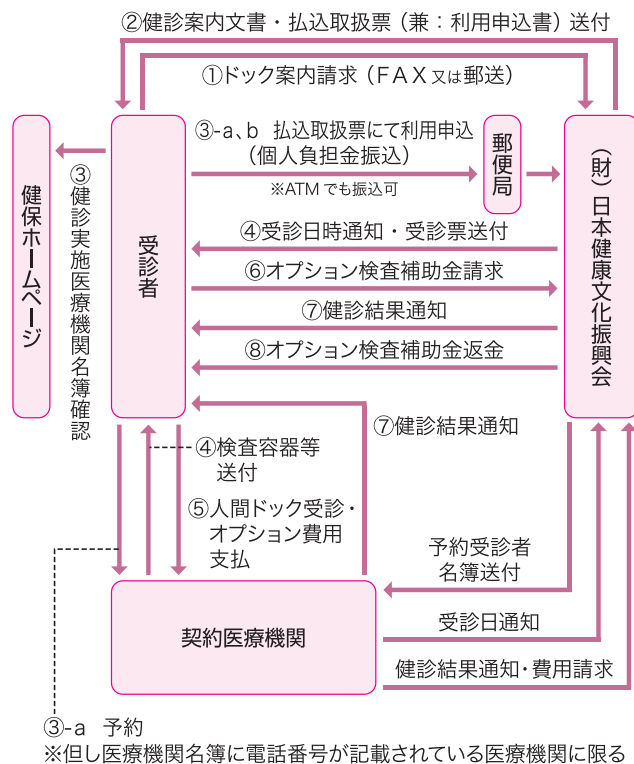 ②健診案内文書・払込取扱票（兼：利用申込書）送付
①ドック案内請求（ＦＡＸ又は郵送）
③-a、b 払込取扱票にて利用申込
（個人負担金振込）
※ATMでも振込可
郵便局
（財）日本健康文化振興会
受診者
健保ホームページ
③健診実施医療機関名簿確認
④受診日時通知・受診票送付
⑥オプション検査補助金請求
⑦健診結果通知
⑧オプション検査補助金返金
⑦健診結果通知
④検査容器等
送付
⑤人間ドック受診・
オプション費用
支払
予約受診者
名簿送付
契約医療機関
受診日通知
健診結果通知・費用請求
③-a 予約
※但し医療機関名簿に電話番号が記載されている医療機関に限る